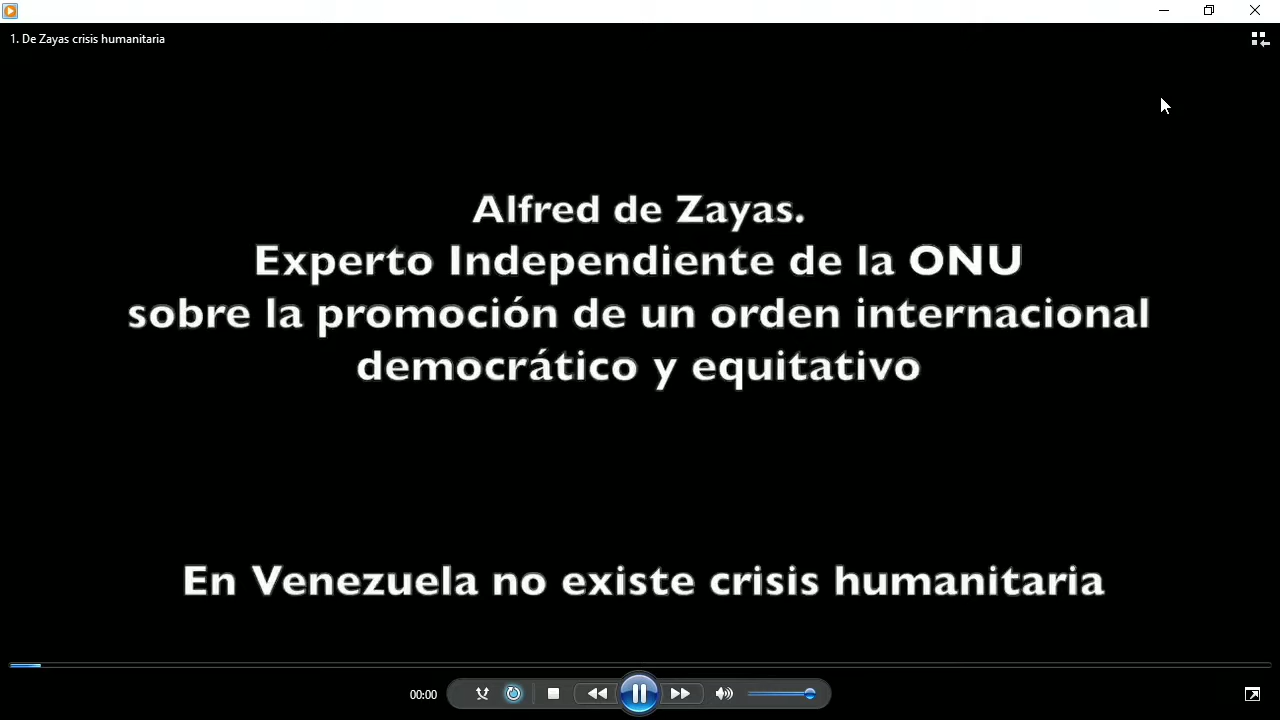 1. De Zayas crisis humanitaria
Alfred de Zayas.
Experto Independiente de la ONU
sobre la promoción de un orden internacional
democrático y equitativo
En Venezuela no existe crisis humanitaria
00:00